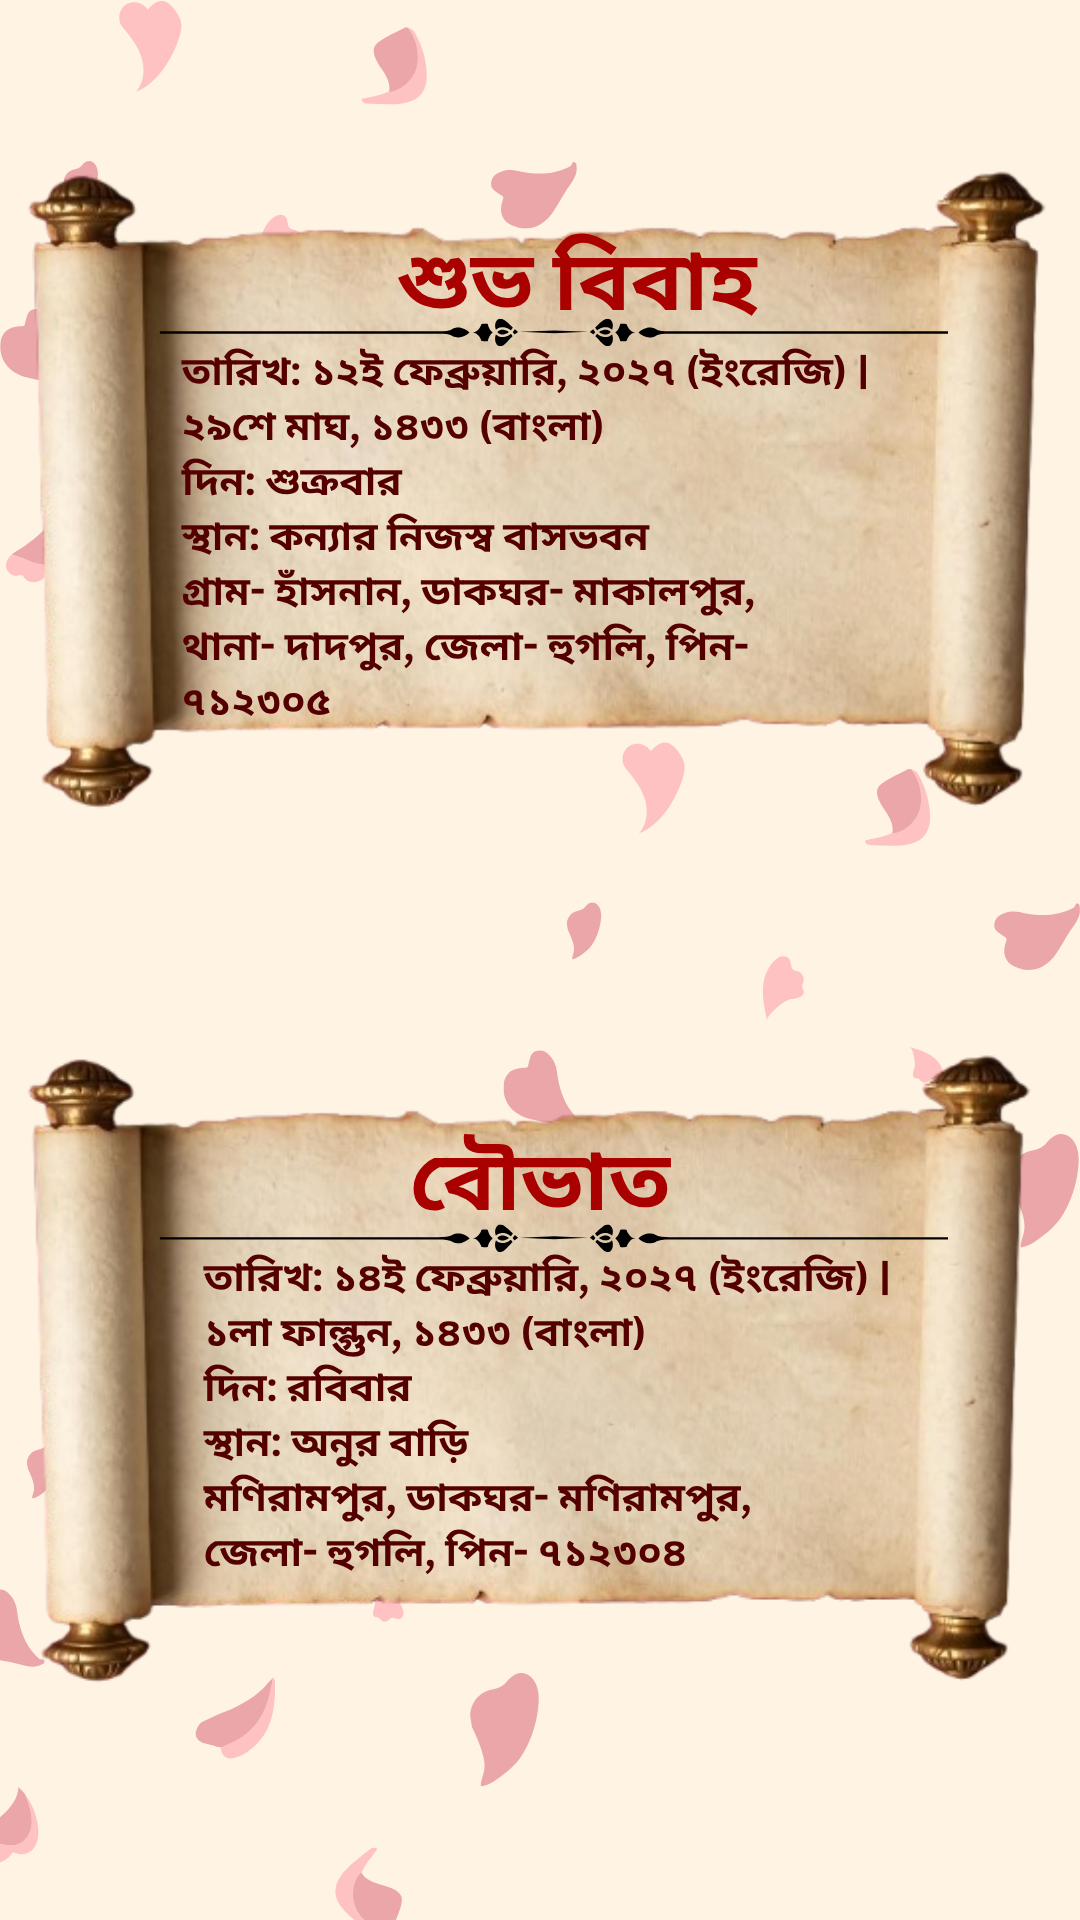 শুভ বিবাহ
তারিখ: ১২ই ফেব্রুয়ারি, ২০২৭ (ইংরেজি) |
২৯শে মাঘ, ১৪৩৩ (বাংলা)
দিন: শুক্রবার
স্থান: কন্যার নিজস্ব বাসভবন
গ্রাম- হাঁসনান, ডাকঘর- মাকালপুর,
থানা- দাদপুর, জেলা- হুগলি, পিন-
৭১২৩০৫
বৌভাত
তারিখ: ১৪ই ফেব্রুয়ারি, ২০২৭ (ইংরেজি) |
১লা ফাল্গুন, ১৪৩৩ (বাংলা)
দিন: রবিবার
স্থান: অনুর বাড়ি
মণিরামপুর, ডাকঘর- মণিরামপুর,
জেলা- হুগলি, পিন- ৭১২৩০৪